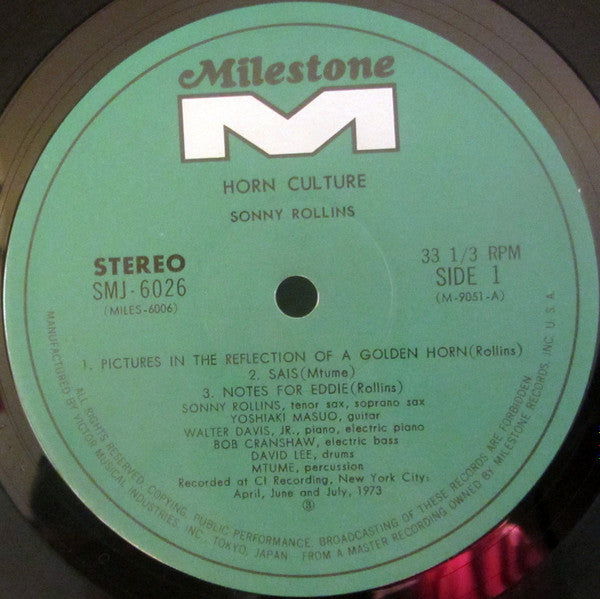 Milestone
M
HORN CULTURE
SONNY ROLLINS
STEREO
SMJ-6026
(MILES-6006)
33 1/3 RPM
SIDE 1
(M-9051-A)
1. PICTURES IN THE REFLECTION OF A GOLDEN HORN(Rollins)
2. SAIS(Mtume)
3. NOTES FOR EDDIE(Rollins)
SONNY ROLLINS, tenor sax, soprano sax
YOSHIAKI MASUO, guitar
WALTER DAVIS, JR., piano, electric piano
BOB CRANSHAW, electric bass
DAVID LEE, drums
MTUME, percussion
Recorded at CI Recording, New York City:
April, June and July, 1973
ALL RIGHTS RESERVED. COPYING, PUBLIC PERFORMANCE, BROADCASTING OF THESE RECORDS ARE FORBIDDEN
MANUFACTURED BY VICTOR MUSICAL INDUSTRIES, INC. TOKYO, JAPAN FROM A MASTER RECORDING OWNED BY MILESTONE RECORDS, INC. U.S.A.